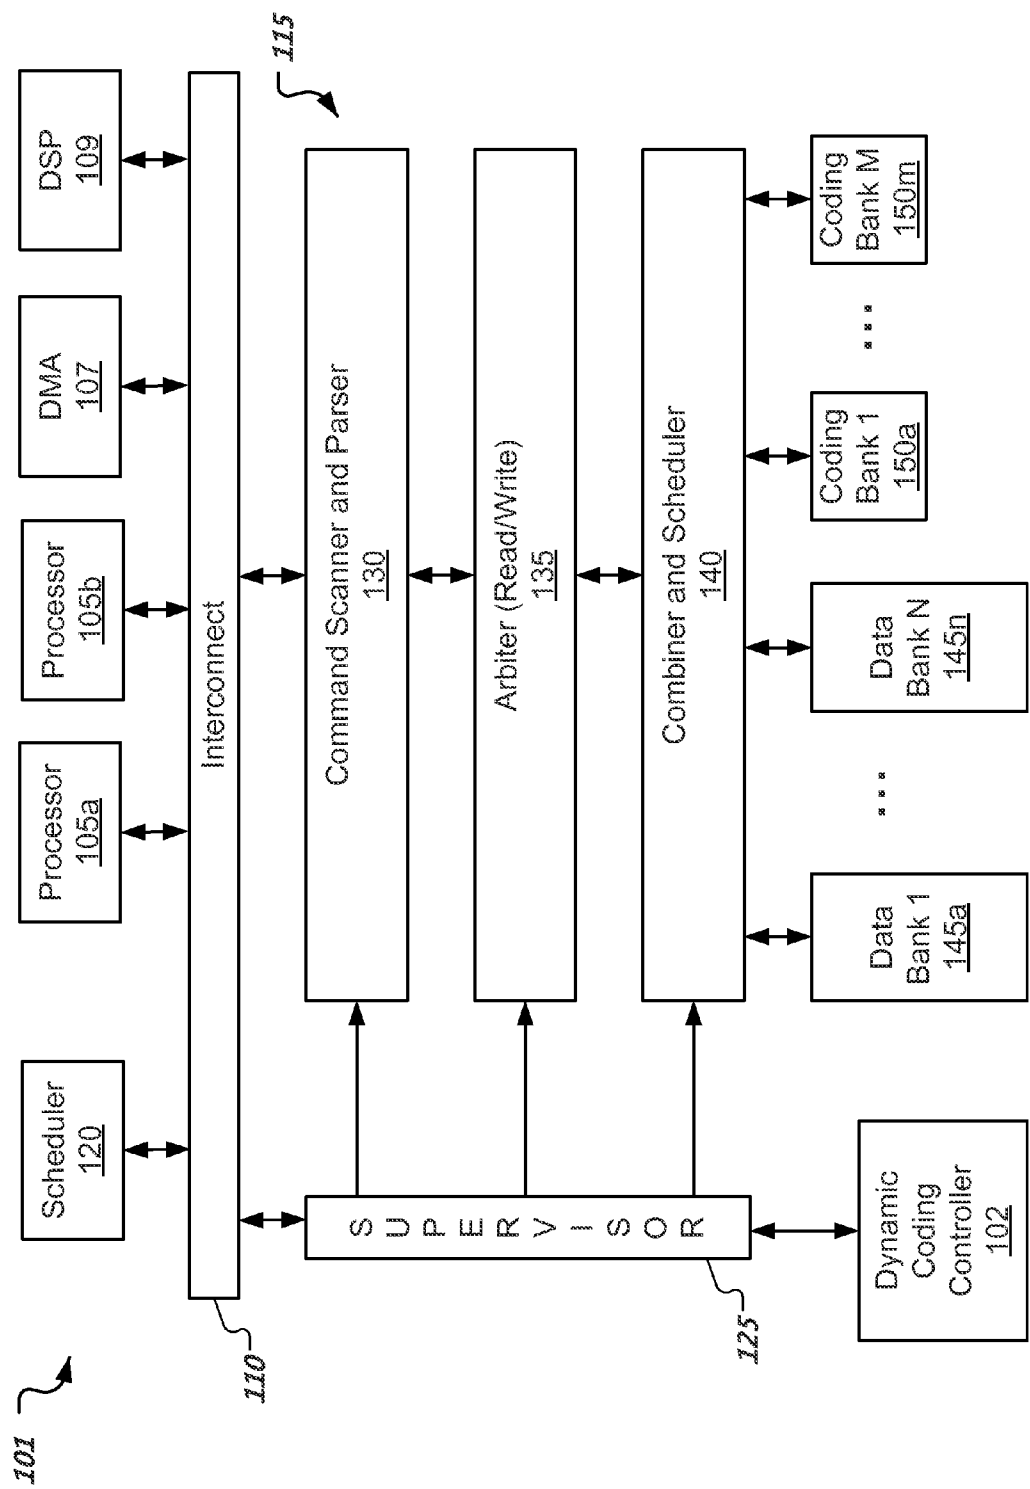 101
Scheduler
120
Processor
105a
Processor
105b
DMA
107
DSP
109
Interconnect
110
115
SUPERVISOR
125
Command Scanner and Parser
130
Arbiter (Read/Write)
135
Combiner and Scheduler
140
Dynamic
Coding
Controller
102
Data
Bank 1
145a
...
Data
Bank N
145n
Coding
Bank 1
150a
...
Coding
Bank M
150m